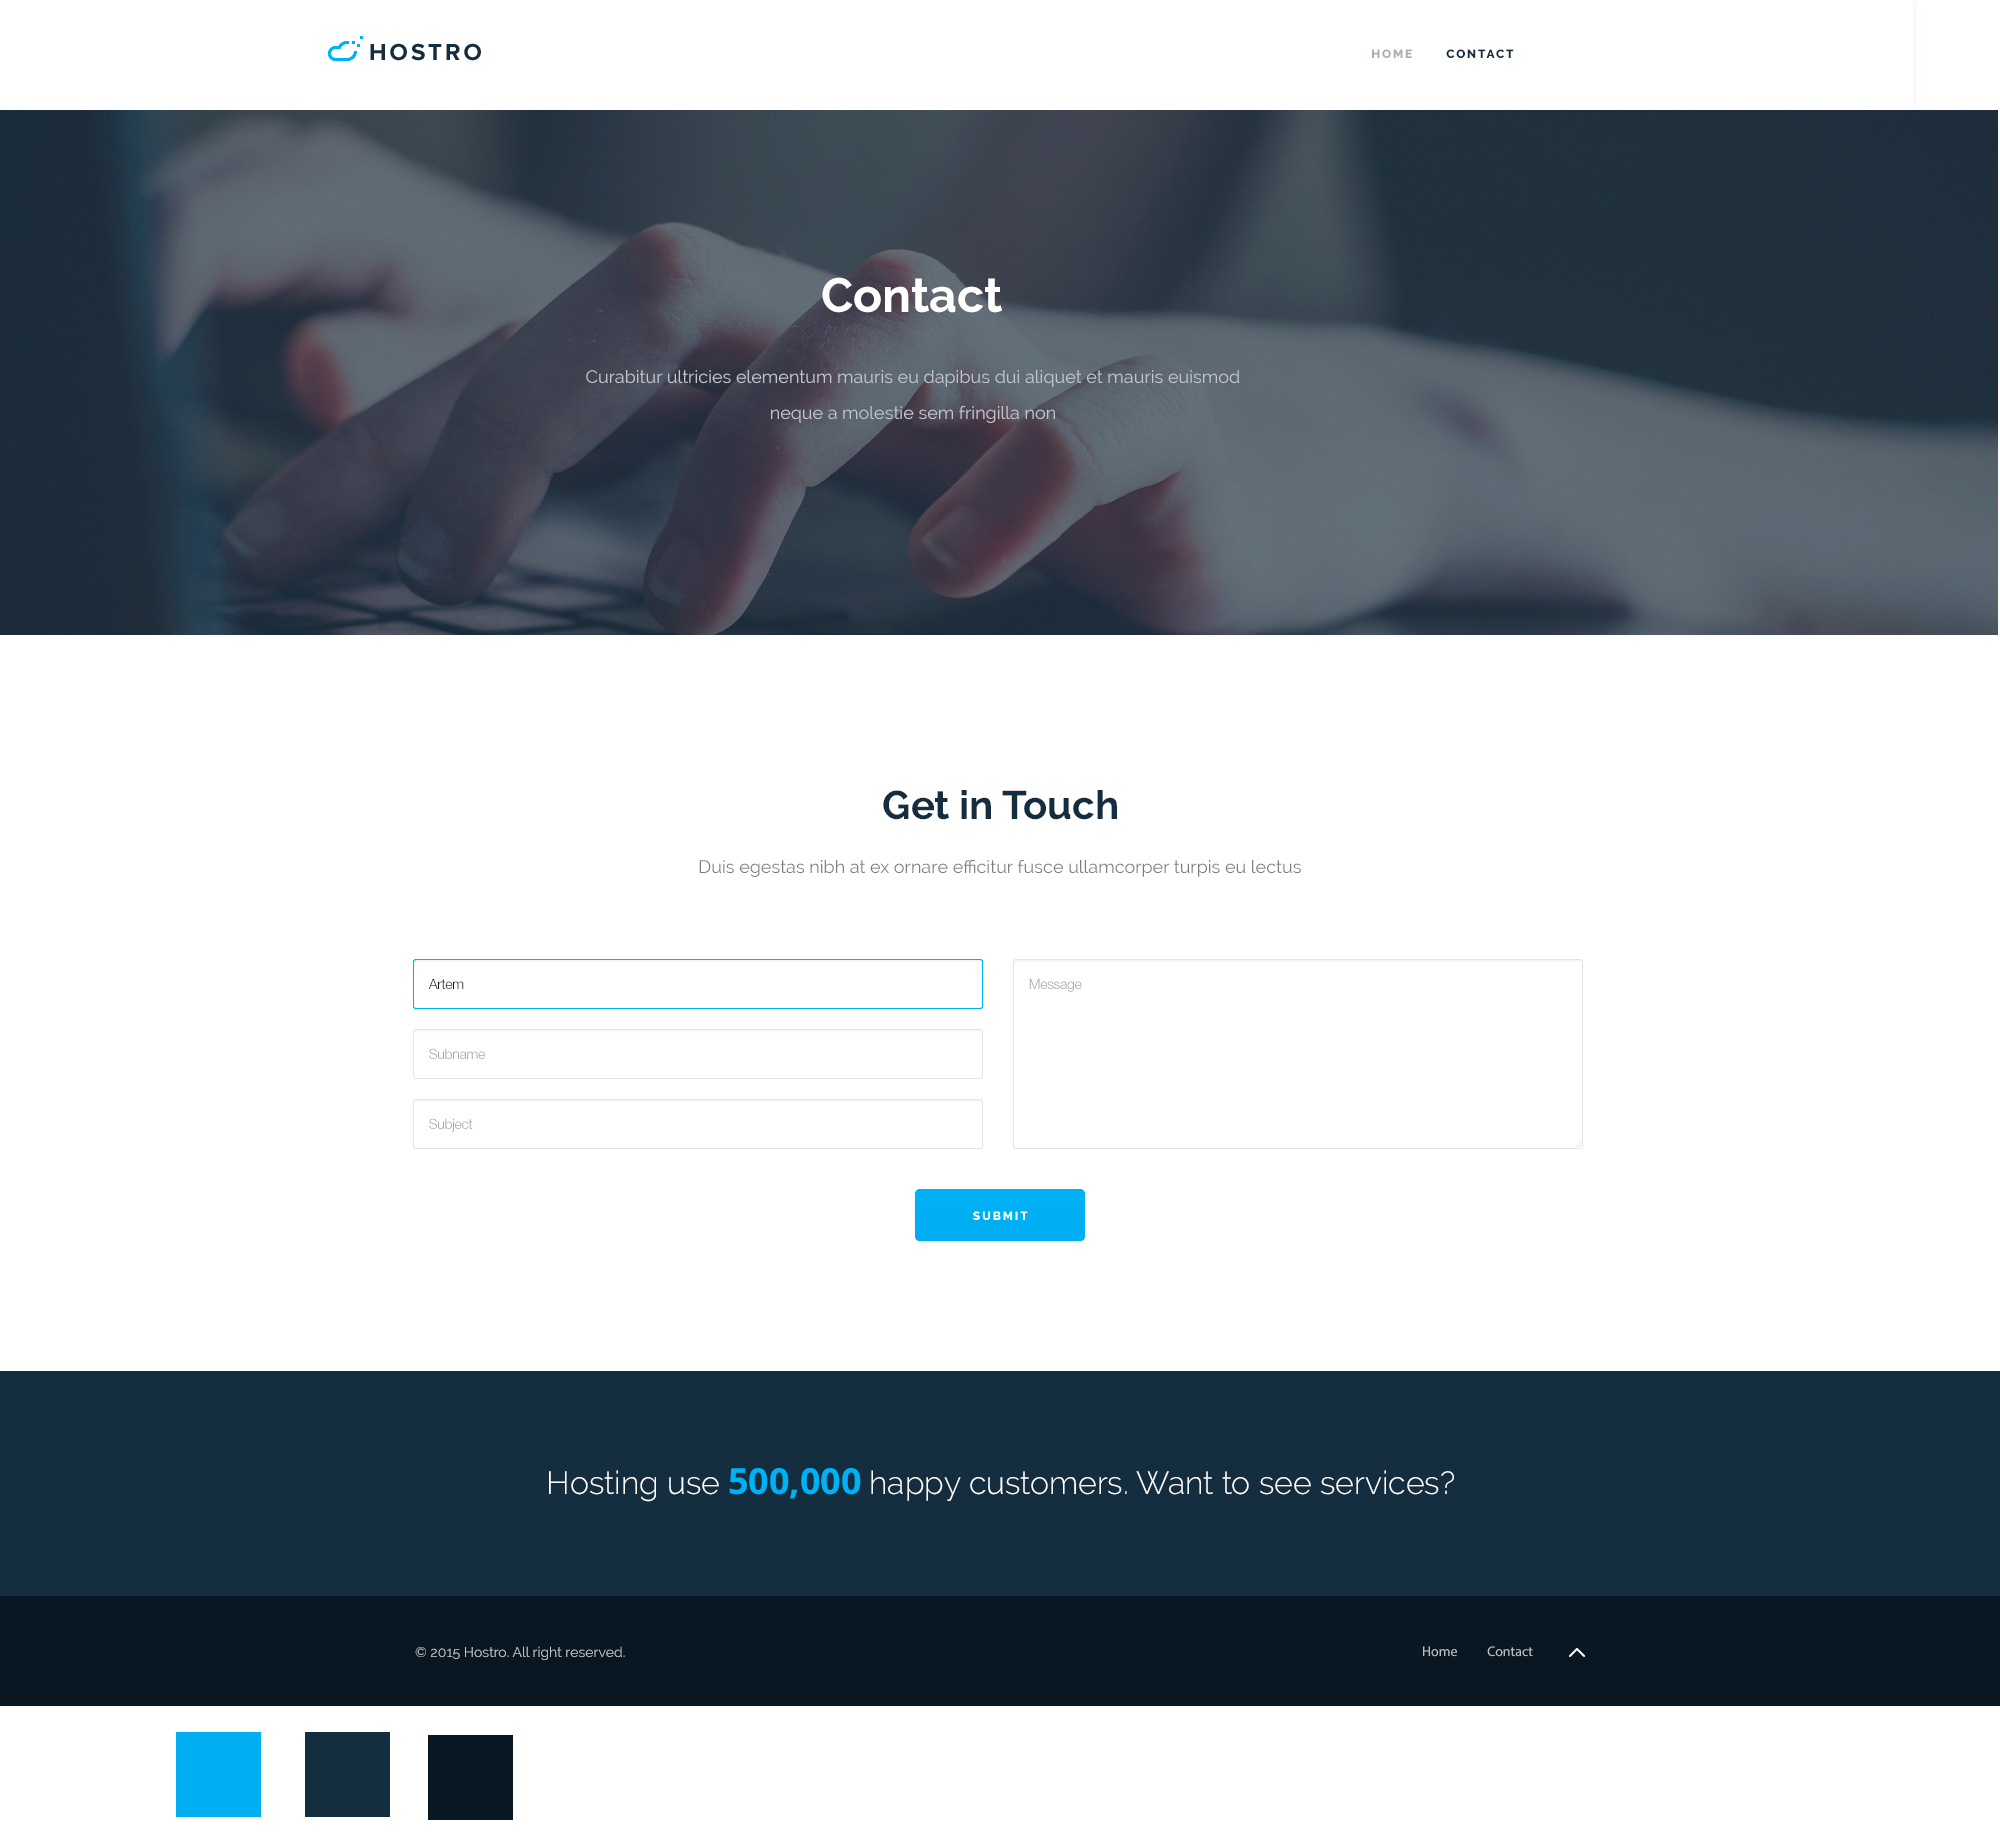 HOSTRO
HOME CONTACT
Contact
Curabitur ultricies elementum mauris eu dapibus dui aliquet et mauris euismod
neque a molestie sem fringilla non
Get in Touch
Duis egestas nibh at ex ornare efficitur fusce ullamcorper turpis eu lectus
Artem
Message
Subname
Subject
SUBMIT
Hosting use 500,000 happy customers. Want to see services?
© 2015 Hostro. All right reserved.
Home Contact